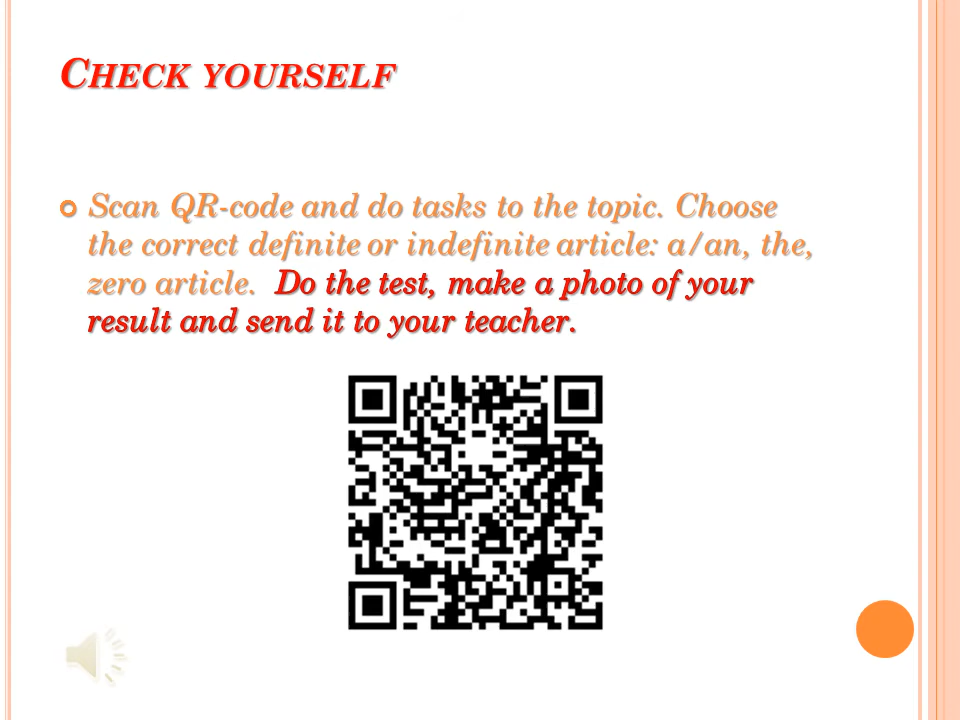 CHECK YOURSELF
Scan QR-code and do tasks to the topic. Choose
the correct definite or indefinite article: a/an, the,
zero article. Do the test, make a photo of your
result and send it to your teacher.